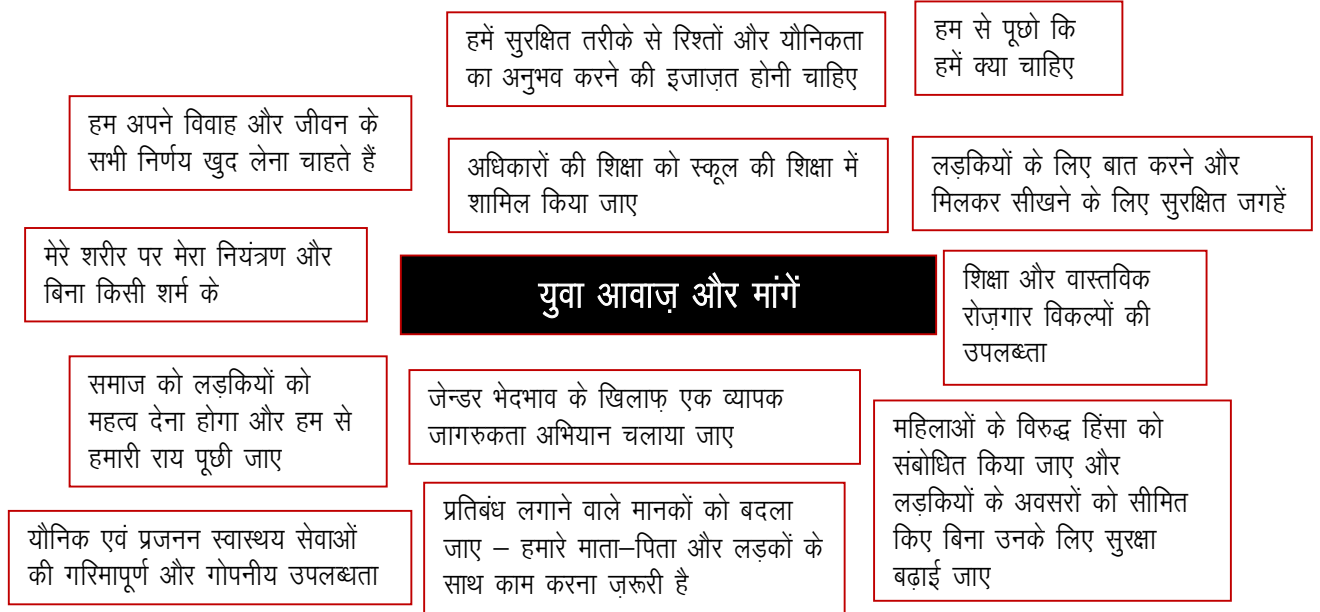 हमें सुरक्षित तरीके से रिश्तों और यौनिकता
का अनुभव करने की इजाज़त होनी चाहिए
हम से पूछो कि
हमें क्या चाहिए
हम अपने विवाह और जीवन के
सभी निर्णय खुद लेना चाहते हैं
अधिकारों की शिक्षा को स्कूल की शिक्षा में
शामिल किया जाए
लड़कियों के लिए बात करने और
मिलकर सीखने के लिए सुरक्षित जगहें
मेरे शरीर पर मेरा नियंत्रण और
बिना किसी शर्म के
युवा आवाज़ और मांगें
शिक्षा और वास्तविक
रोज़गार विकल्पों की
उपलब्ध्ता
समाज को लड़कियों को
महत्व देना होगा और हम से
हमारी राय पूछी जाए
जेन्डर भेदभाव के खिलाफ़ एक व्यापक
जागरुकता अभियान चलाया जाए
महिलाओं के विरुद्ध हिंसा को
संबोधित किया जाए और
लड़कियों के अवसरों को सीमित
किए बिना उनके लिए सुरक्षा
बढ़ाई जाए
यौनिक एवं प्रजनन स्वास्थय सेवाओं
की गरिमापूर्ण और गोपनीय उपलब्धता
प्रतिबंध लगाने वाले मानकों को बदला
जाए – हमारे माता–पिता और लड़कों के
साथ काम करना ज़रूरी है